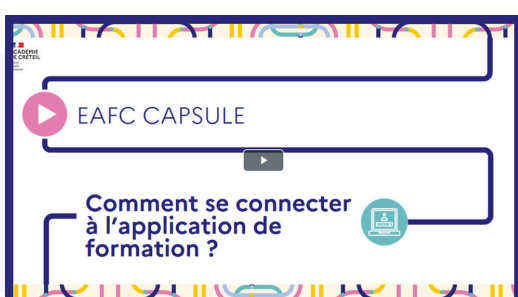 ACADÉMIE
DE CRÉTEIL
EAFC CAPSULE
Comment se connecter
à l'application de
formation ?